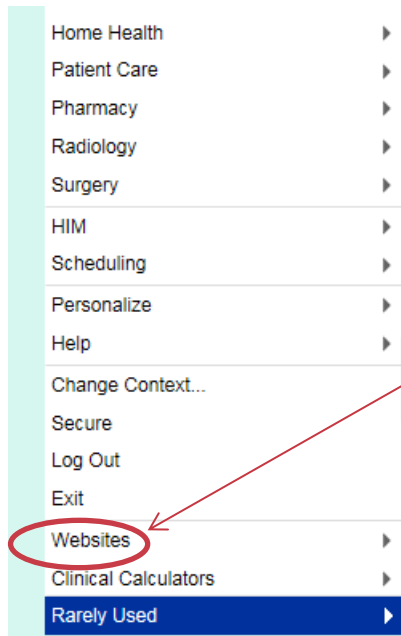 Home Health
Patient Care
Pharmacy
Radiology
Surgery
HIM
Scheduling
Personalize
Help
Change Context...
Secure
Log Out
Exit
Websites
Clinical Calculators
Rarely Used